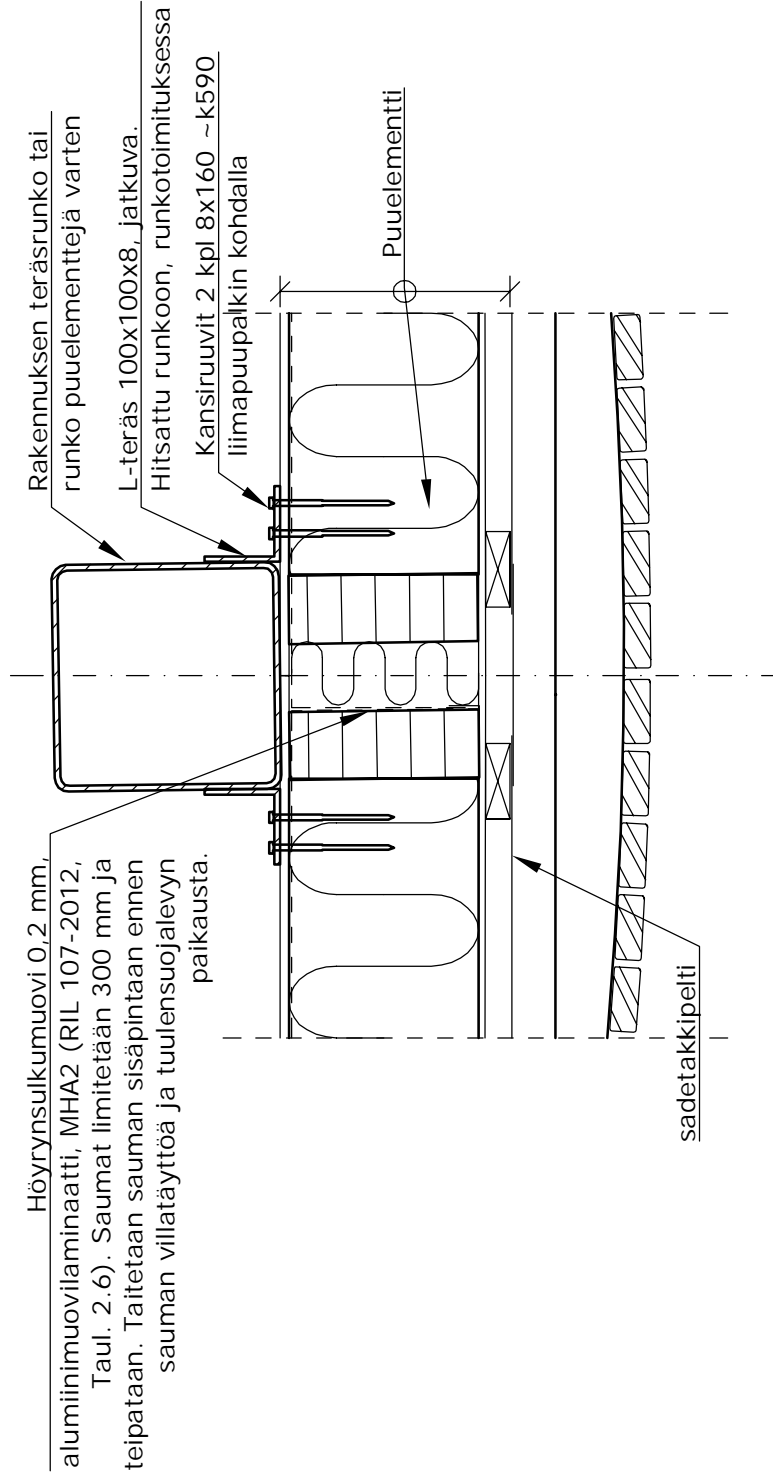 Rakennuksen teräsrunko tai
runko puuelementtejä varten
L-teräs 100x100x8, jatkuva.
Hitsattu runkoon, runkotoimituksessa
Kansiruuvit 2 kpl 8x160 ~k590
liimapuupalkin kohdalla
Puuelementti
Höyrynsulkumuovi 0,2 mm,
alumiinimuovilaminaatti, MHA2 (RIL 107-2012,
Taul. 2.6). Saumat limitetään 300 mm ja
teipataan. Taitetaan sauman sisäpintaan ennen
sauman villatäyttöä ja tuulensuojalevyn
paikausta.
sadetakkipelti